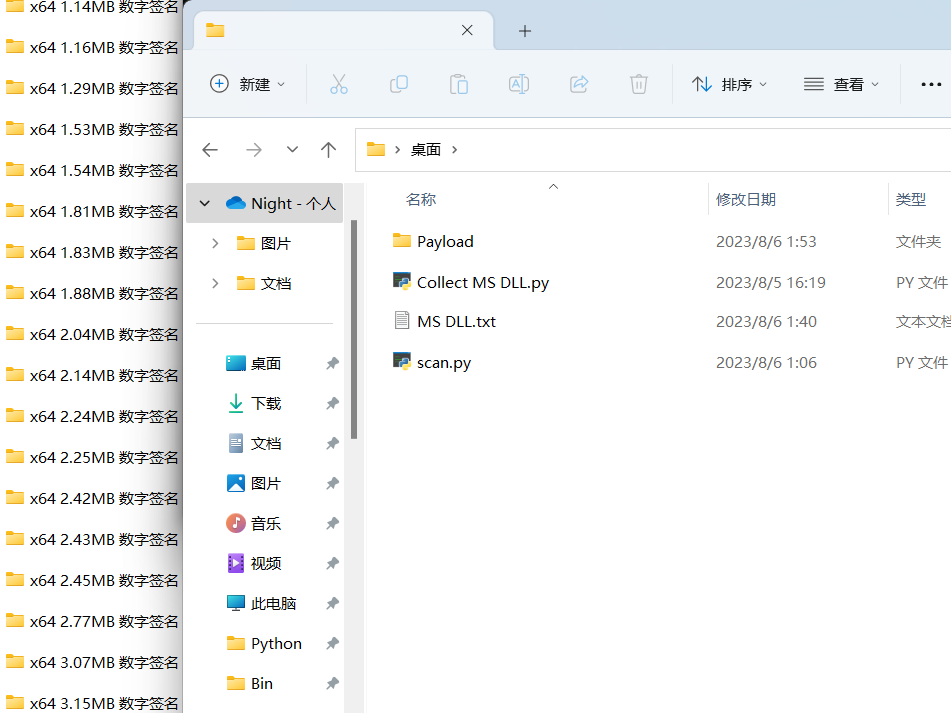 x64 1.14MB 数字签名
x64 1.16MB 数字签名
x64 1.29MB 数字签名
x64 1.53MB 数字签名
x64 1.54MB 数字签名
x64 1.81MB 数字签名
x64 1.83MB 数字签名
x64 1.88MB 数字签名
x64 2.04MB 数字签名
x64 2.14MB 数字签名
x64 2.24MB 数字签名
x64 2.25MB 数字签名
x64 2.42MB 数字签名
x64 2.43MB 数字签名
x64 2.45MB 数字签名
x64 2.77MB 数字签名
x64 3.07MB 数字签名
x64 3.15MB 数字签名
新建 排序 查看
桌面
Night - 个人
图片
文档
桌面
下载
文档
图片
音乐
视频
此电脑
Python
Bin
名称 修改日期 类型
Payload 2023/8/6 1:53 文件夹
Collect MS DLL.py 2023/8/5 16:19 PY 文件
MS DLL.txt 2023/8/6 1:40 文本文档
scan.py 2023/8/6 1:06 PY 文件